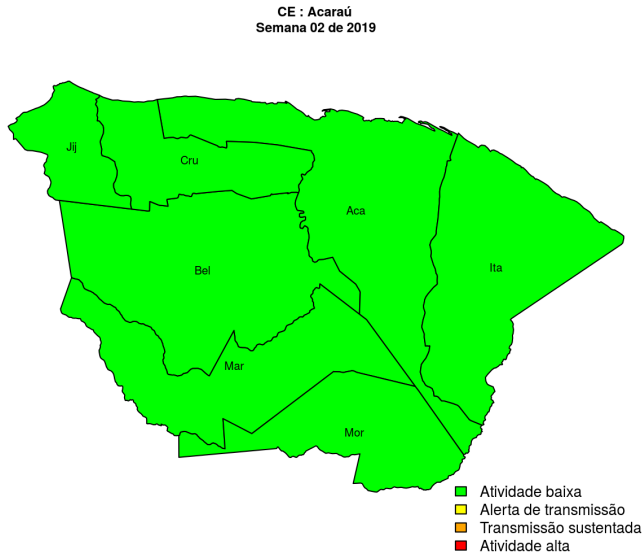 CE : Acaraú
Semana 02 de 2019
Jij
Cru
Aca
Bel
Ita
Mar
Mor
Atividade baixa
Alerta de transmissão
Transmissão sustentada
Atividade alta